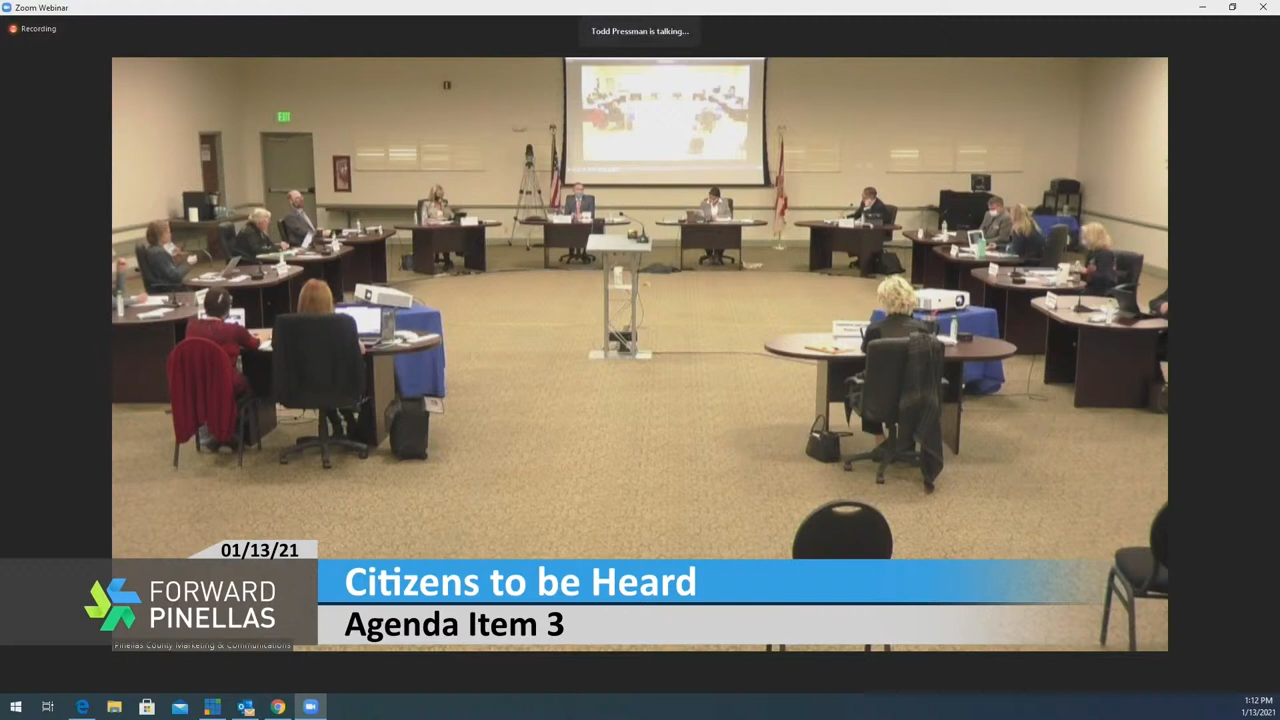 Zoom Webinar
Recording
Todd Pressman is talking...
01/13/21
FORWARD
PINELLAS
Citizens to be Heard
Agenda Item 3
Pinellas County Marketing & Communications
1:12 PM
1/13/2021